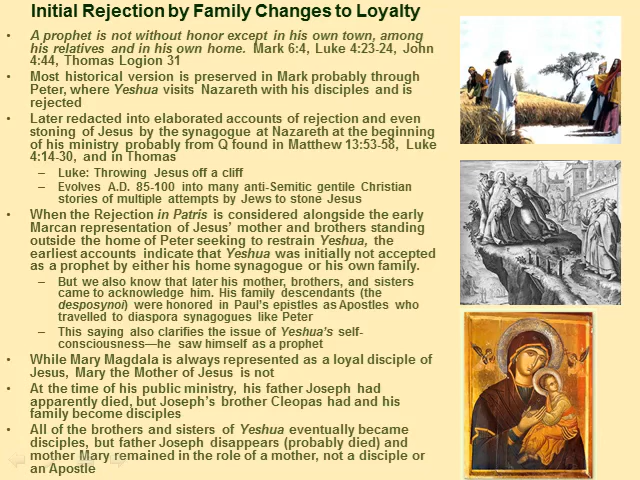 Initial Rejection by Family Changes to Loyalty
• A prophet is not without honor except in his own town, among
his relatives and in his own home. Mark 6:4, Luke 4:23-24, John
4:44, Thomas Logion 31
• Most historical version is preserved in Mark probably through
Peter, where Yeshua visits Nazareth with his disciples and is
rejected
• Later redacted into elaborated accounts of rejection and even
stoning of Jesus by the synagogue at Nazareth at the beginning
of his ministry probably from Q found in Matthew 13:53-58, Luke
4:14-30, and in Thomas
– Luke: Throwing Jesus off a cliff
– Evolves A.D. 85-100 into many anti-Semitic gentile Christian
stories of multiple attempts by Jews to stone Jesus
• When the Rejection in Patris is considered alongside the early
Marcan representation of Jesus' mother and brothers standing
outside the home of Peter seeking to restrain Yeshua, the
earliest accounts indicate that Yeshua was initially not accepted
as a prophet by either his home synagogue or his own family.
– But we also know that later his mother, brothers, and sisters
came to acknowledge him. His family descendants (the
desposynoi) were honored in Paul's epistles as Apostles who
travelled to diaspora synagogues like Peter
– This saying also clarifies the issue of Yeshua's self-
consciousness—he saw himself as a prophet
• While Mary Magdala is always represented as a loyal disciple of
Jesus, Mary the Mother of Jesus is not
• At the time of his public ministry, his father Joseph had
apparently died, but Joseph's brother Cleopas had and his
family become disciples
• All of the brothers and sisters of Yeshua eventually became
disciples, but father Joseph disappears (probably died) and
mother Mary remained in the role of a mother, not a disciple or
an Apostle